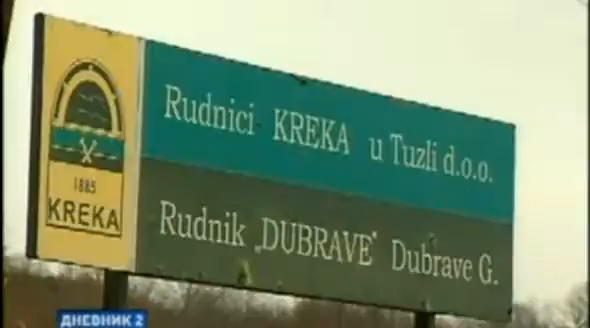 Rudnici KREKA u Tuzli d.o.o.
1885
KREKA
Rudnik „DUBRAVE" Dubrave G.
ДНЕВНИК 2